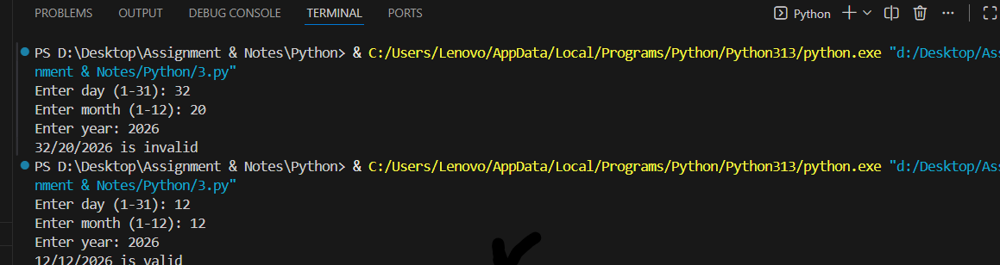 PROBLEMS OUTPUT DEBUG CONSOLE TERMINAL PORTS Python
PS D:\Desktop\Assignment & Notes\Python> & C:/Users/Lenovo/AppData/Local/Programs/Python/Python313/python.exe "d:/Desktop/Ass
nment & Notes/Python/3.py"
Enter day (1-31): 32
Enter month (1-12): 20
Enter year: 2026
32/20/2026 is invalid
PS D:\Desktop\Assignment & Notes\Python> & C:/Users/Lenovo/AppData/Local/Programs/Python/Python313/python.exe "d:/Desktop/Ass
nment & Notes/Python/3.py"
Enter day (1-31): 12
Enter month (1-12): 12
Enter year: 2026
12/12/2026 is valid